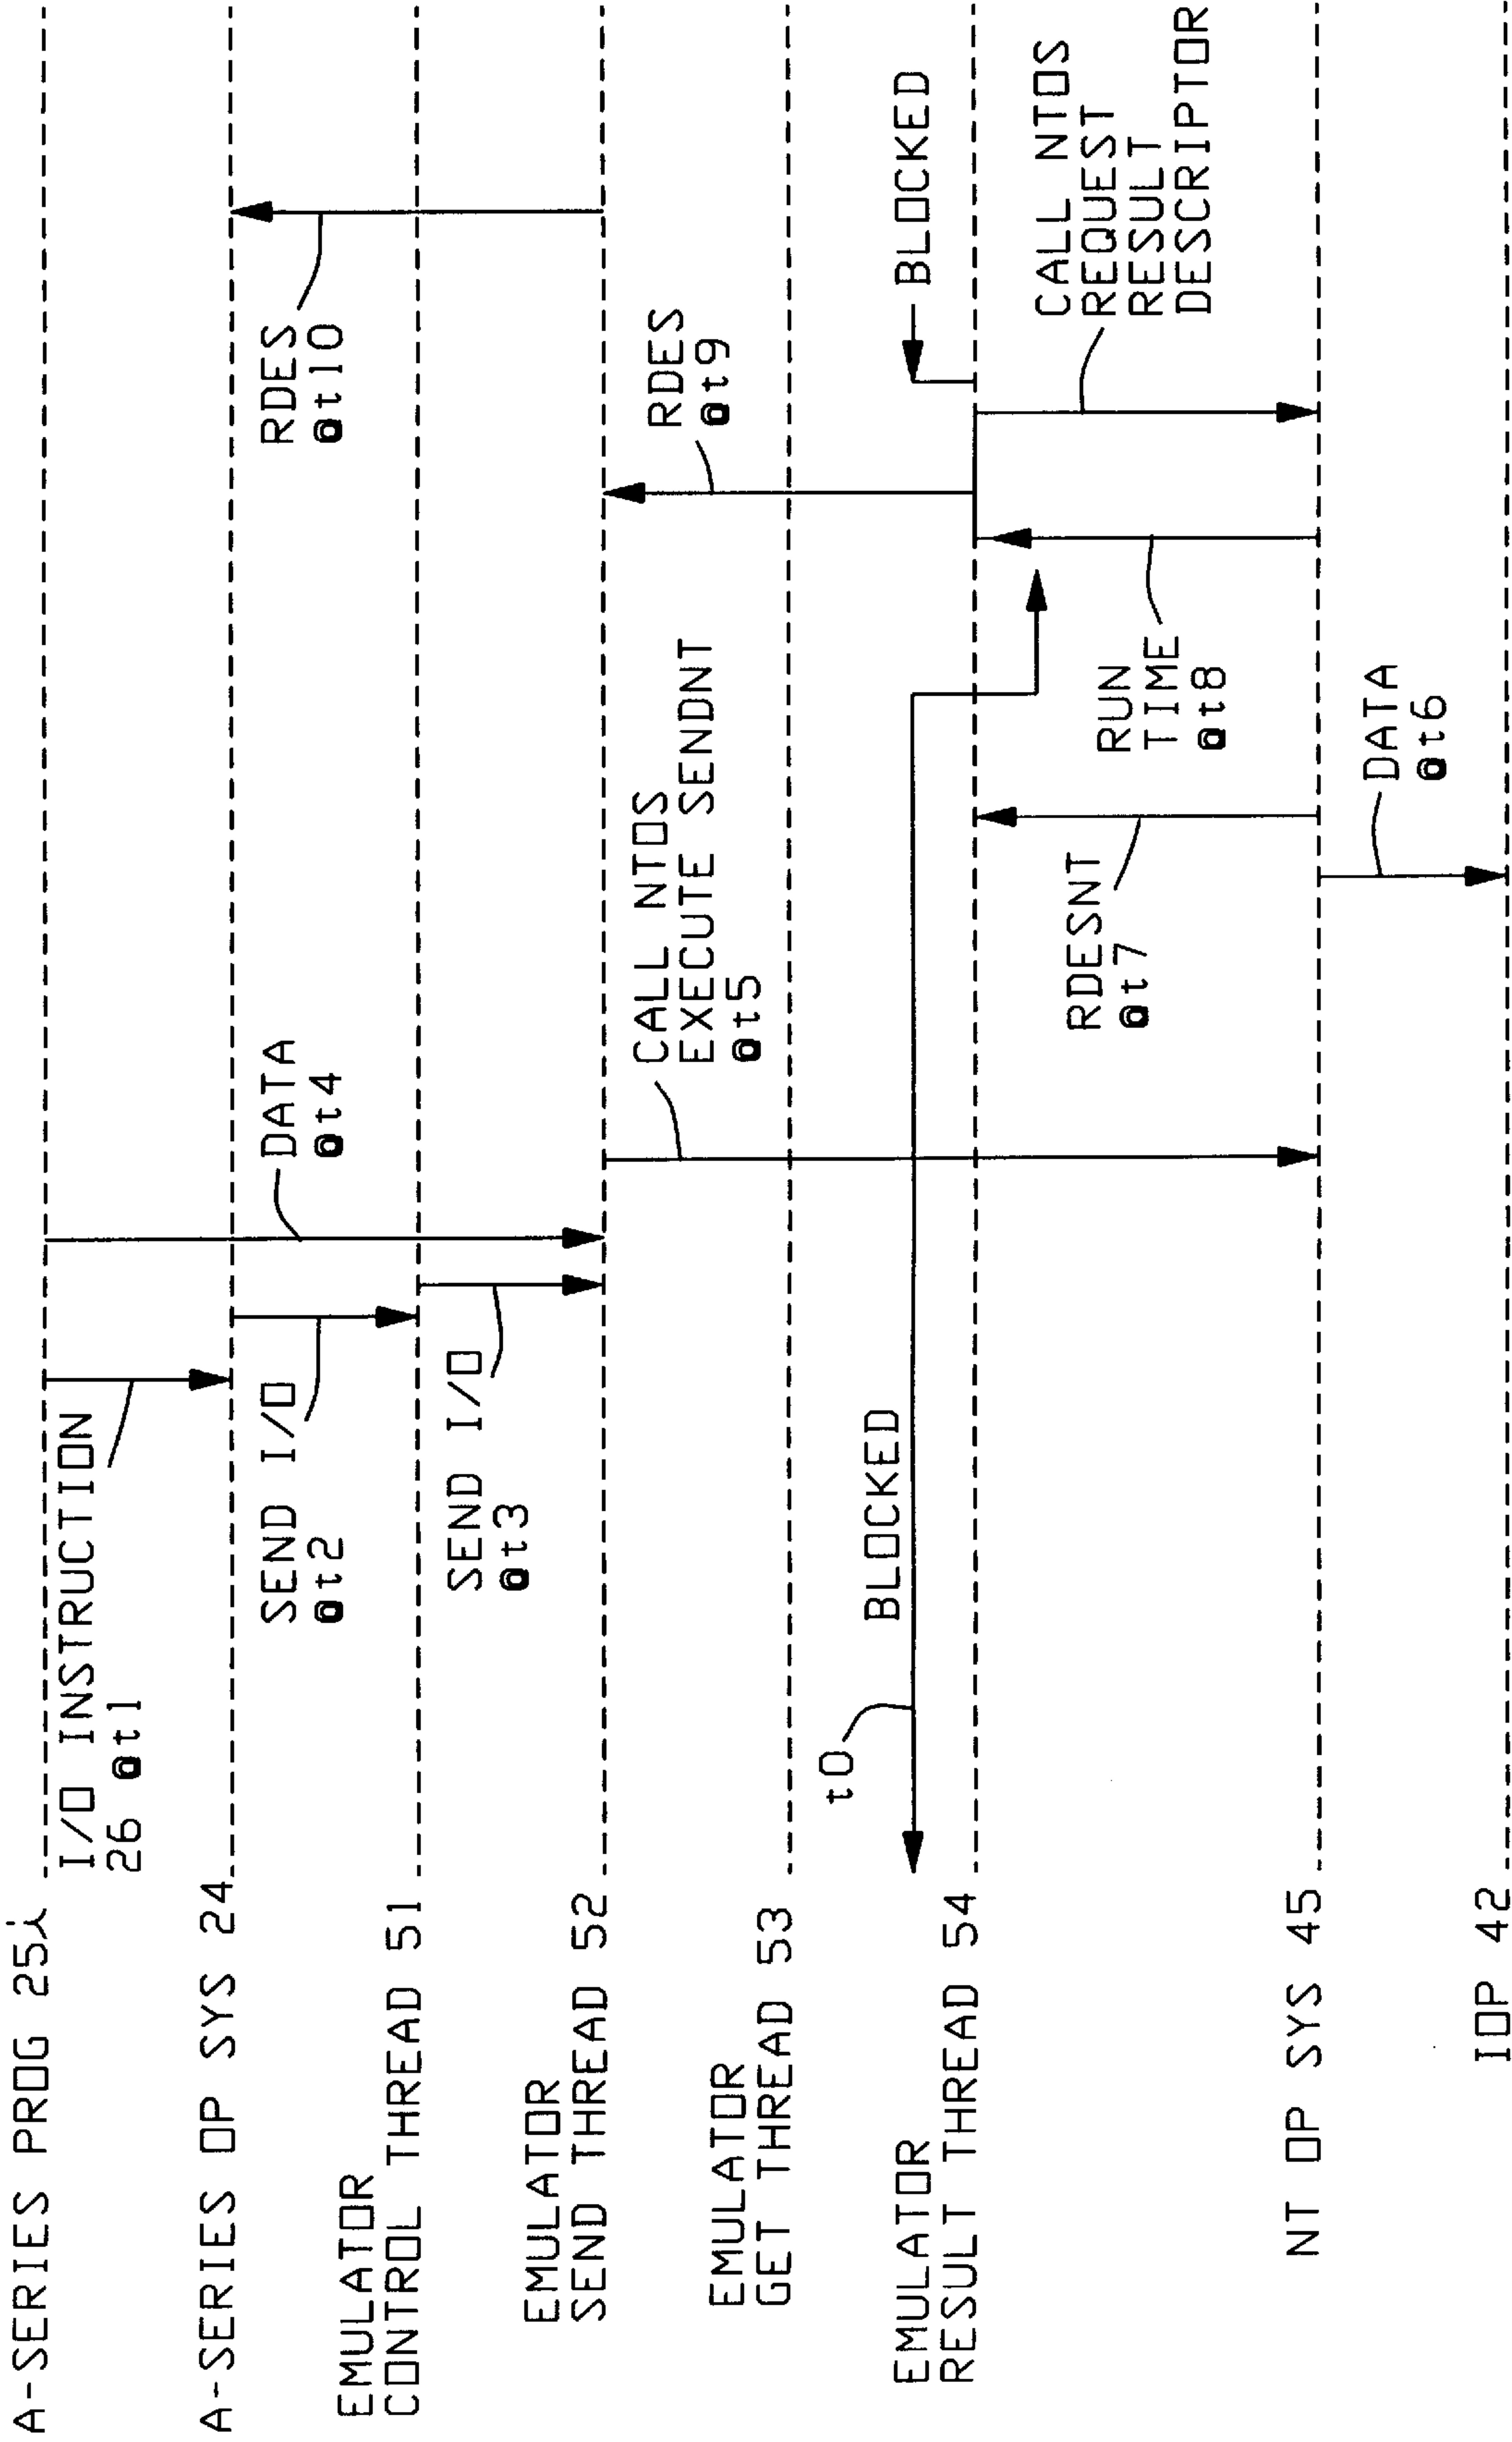 A-SERIES PROG 25i
I/O INSTRUCTION
26 @t1
A-SERIES OP SYS 24
SEND I/O
@t2
DATA
@t4
RDES
@t10
EMULATOR
CONTROL THREAD 51
SEND I/O
@t3
EMULATOR
SEND THREAD 52
CALL NTOS
EXECUTE SENDNT
@t5
RDES
@t9
EMULATOR
GET THREAD 53
t0
BLOCKED
BLOCKED
EMULATOR
RESULT THREAD 54
RDESNT
@t7
RUN
TIME
@t8
CALL NTOS
REQUEST
RESULT
DESCRIPTOR
NT OP SYS 45
DATA
@t6
IOP 42